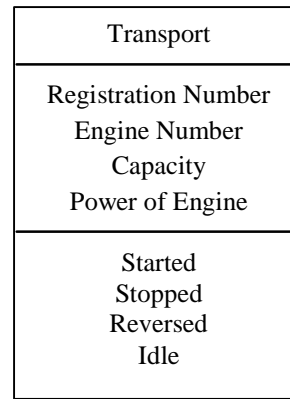 Transport
Registration Number
Engine Number
Capacity
Power of Engine
Started
Stopped
Reversed
Idle